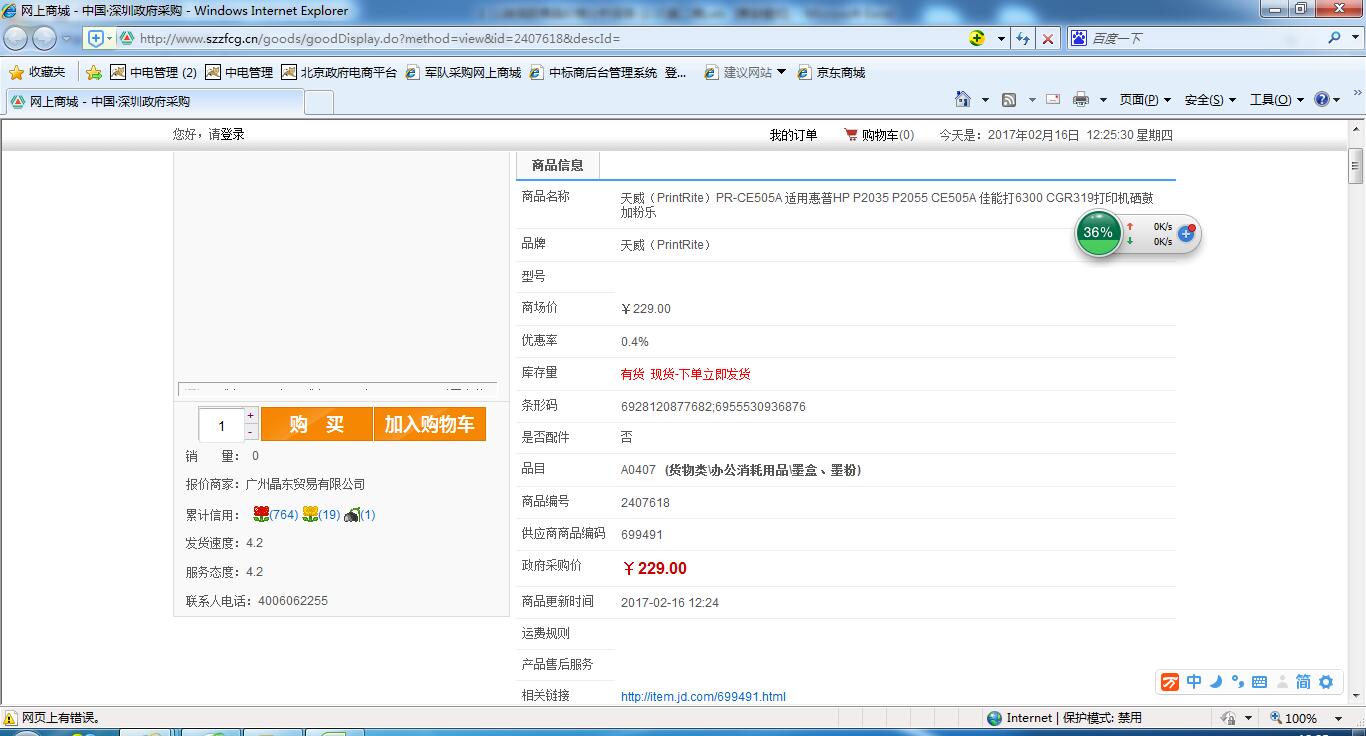 网上商城 - 中国·深圳政府采购 - Windows Internet Explorer
http://www.szzfcg.cn/goods/goodDisplay.do?method=view&id=2407618&descId=
百度一下
收藏夹 中电管理 (2) 中电管理 北京政府电商平台 军队采购网上商城 中标商后台管理系统 登... 建议网站 京东商城
网上商城 - 中国·深圳政府采购
页面(P) 安全(S) 工具(O)
您好，请登录 我的订单 购物车(0) 今天是：2017年02月16日 12:25:30 星期四
商品信息
商品名称 天威（PrintRite）PR-CE505A 适用惠普HP P2035 P2055 CE505A 佳能打6300 CGR319打印机硒鼓
加粉乐
36% 0K/s
0K/s
品牌 天威（PrintRite）
型号
商场价 ￥229.00
优惠率 0.4%
库存量 有货 现货-下单立即发货
条形码 6928120877682;6955530936876
是否配件 否
品目 A0407 (货物类\办公消耗用品\墨盒、墨粉)
商品编号 2407618
供应商商品编码 699491
政府采购价 ￥229.00
商品更新时间 2017-02-16 12:24
运费规则
产品售后服务
相关链接 http://item.jd.com/699491.html
1 + - 购 买 加入购物车
销 量： 0
报价商家：广州晶东贸易有限公司
累计信用： (764) (19) (1)
发货速度：4.2
服务态度：4.2
联系人电话：4006062255
中 简
网页上有错误。 Internet | 保护模式: 禁用 100%